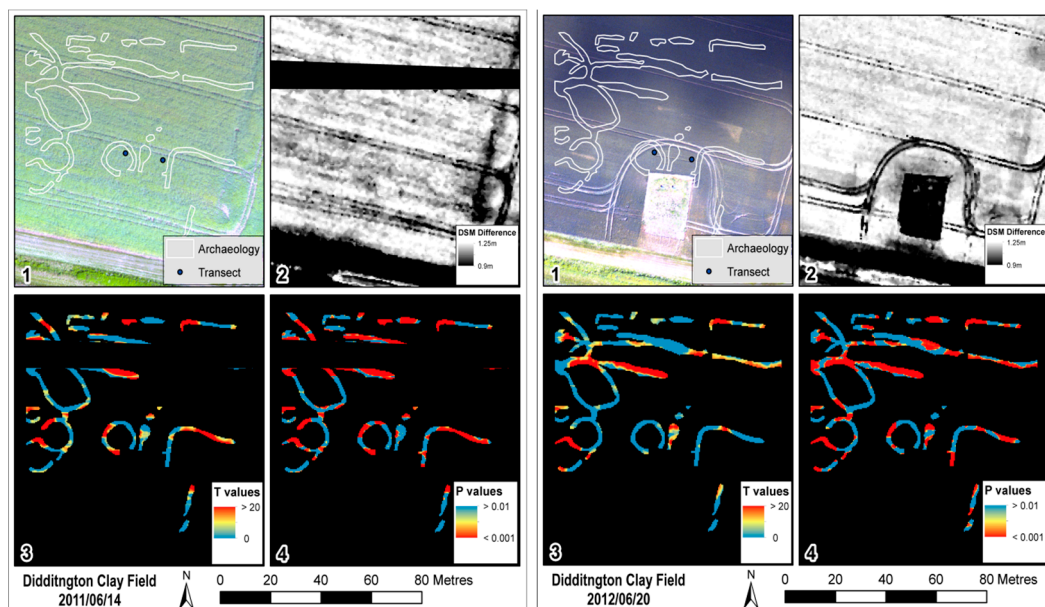 Archaeology
Transect
1
DSM Difference
1.25m
0.9m
2
T values
> 20
0
3
P values
> 0.01
< 0.001
4
Didditngton Clay Field
2011/06/14
N
0 20 40 60 80 Metres
Archaeology
Transect
1
DSM Difference
1.25m
0.9m
2
T values
> 20
0
3
P values
> 0.01
< 0.001
4
Didditngton Clay Field
2012/06/20
N
0 20 40 60 80 Metres